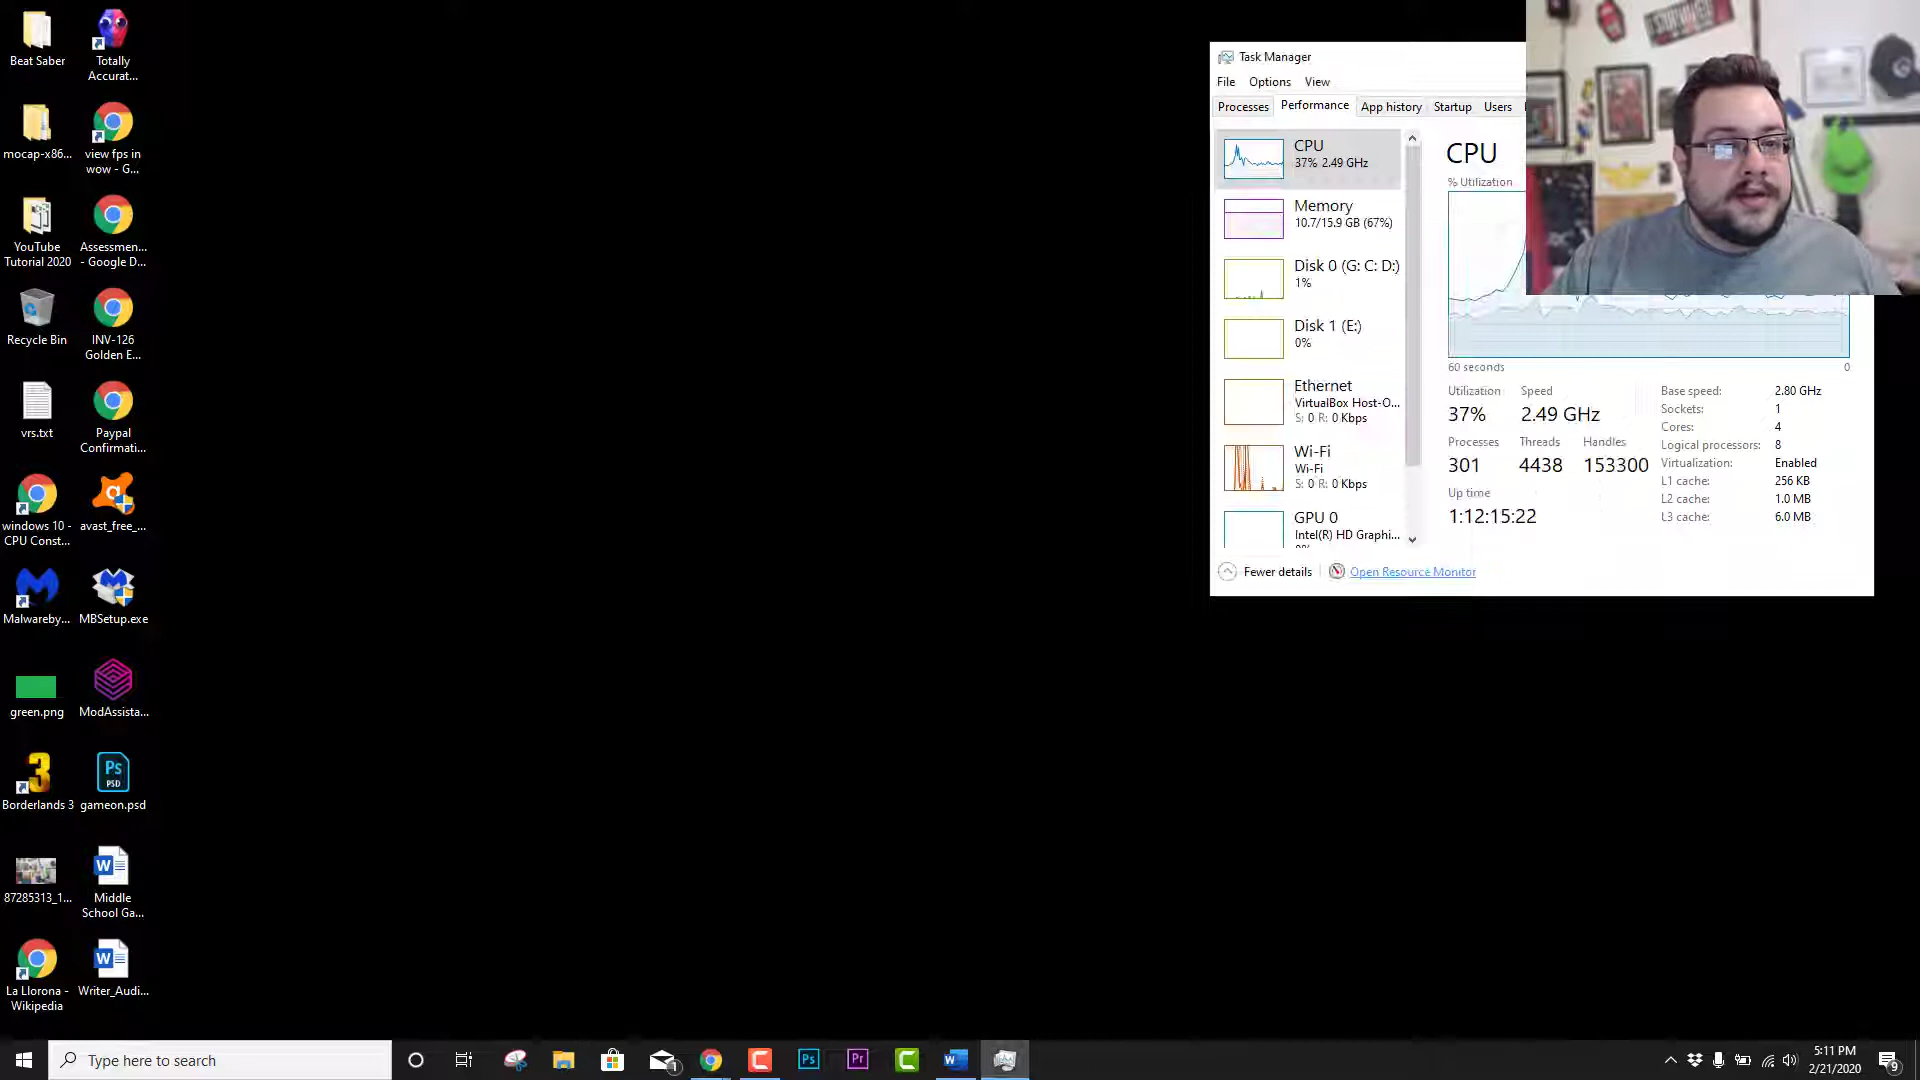 Beat Saber
Totally
Accurat...
mocap-x86...
view fps in
wow - G...
YouTube
Tutorial 2020
Assessmen...
- Google D...
Recycle Bin
INV-126
Golden E...
vrs.txt
Paypal
Confirmati...
windows 10 -
CPU Const...
avast_free_...
Malwareby...
MBSetup.exe
green.png
ModAssista...
3
Borderlands 3
Ps
PSD
gameon.psd
87285313_1...
W
Middle
School Ga...
La Llorona -
Wikipedia
W
Writer_Audi...
Task Manager
File Options View
Processes Performance App history Startup Users
CPU
37% 2.49 GHz
Memory
10.7/15.9 GB (67%)
Disk 0 (G: C: D:)
1%
Disk 1 (E:)
0%
Ethernet
VirtualBox Host-O...
S: 0 R: 0 Kbps
Wi-Fi
Wi-Fi
S: 0 R: 0 Kbps
GPU 0
Intel(R) HD Graphi...
CPU
% Utilization
60 seconds 0
Utilization Speed
37% 2.49 GHz
Processes Threads Handles
301 4438 153300
Up time
1:12:15:22
Base speed: 2.80 GHz
Sockets: 1
Cores: 4
Logical processors: 8
Virtualization: Enabled
L1 cache: 256 KB
L2 cache: 1.0 MB
L3 cache: 6.0 MB
Fewer details
Open Resource Monitor
Type here to search
1
Ps
Pr
W
5:11 PM
2/21/2020
9